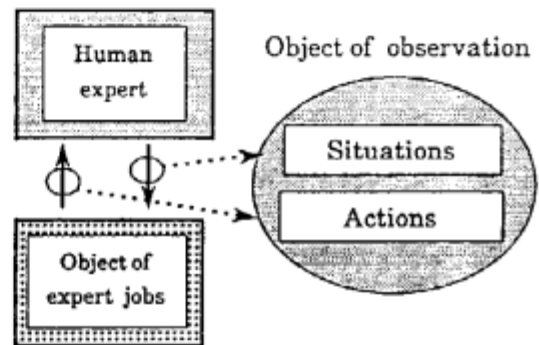 Human
expert
Object of observation
Situations
Actions
Object of
expert jobs